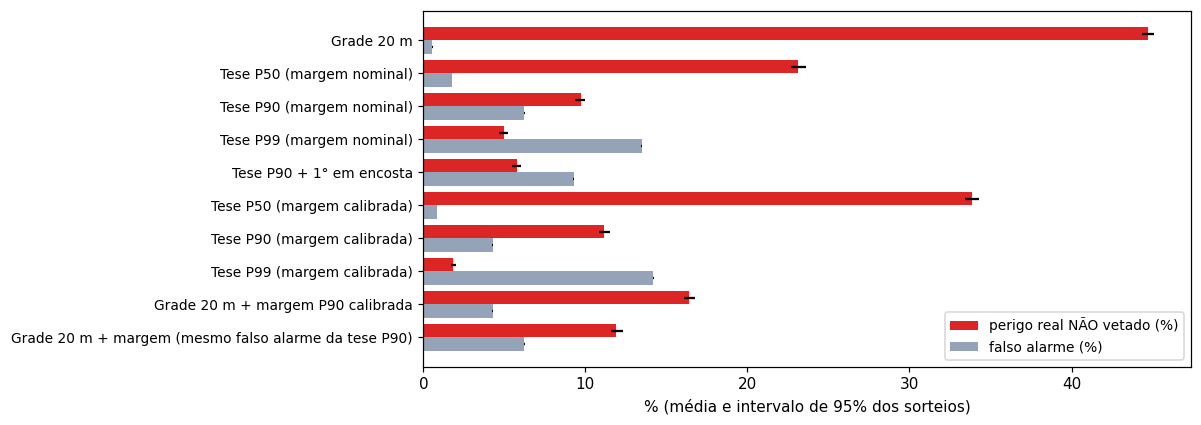 Grade 20 m
Tese P50 (margem nominal)
Tese P90 (margem nominal)
Tese P99 (margem nominal)
Tese P90 + 1° em encosta
Tese P50 (margem calibrada)
Tese P90 (margem calibrada)
Tese P99 (margem calibrada)
Grade 20 m + margem P90 calibrada
Grade 20 m + margem (mesmo falso alarme da tese P90)
perigo real NÃO vetado (%)
falso alarme (%)
0 10 20 30 40
% (média e intervalo de 95% dos sorteios)